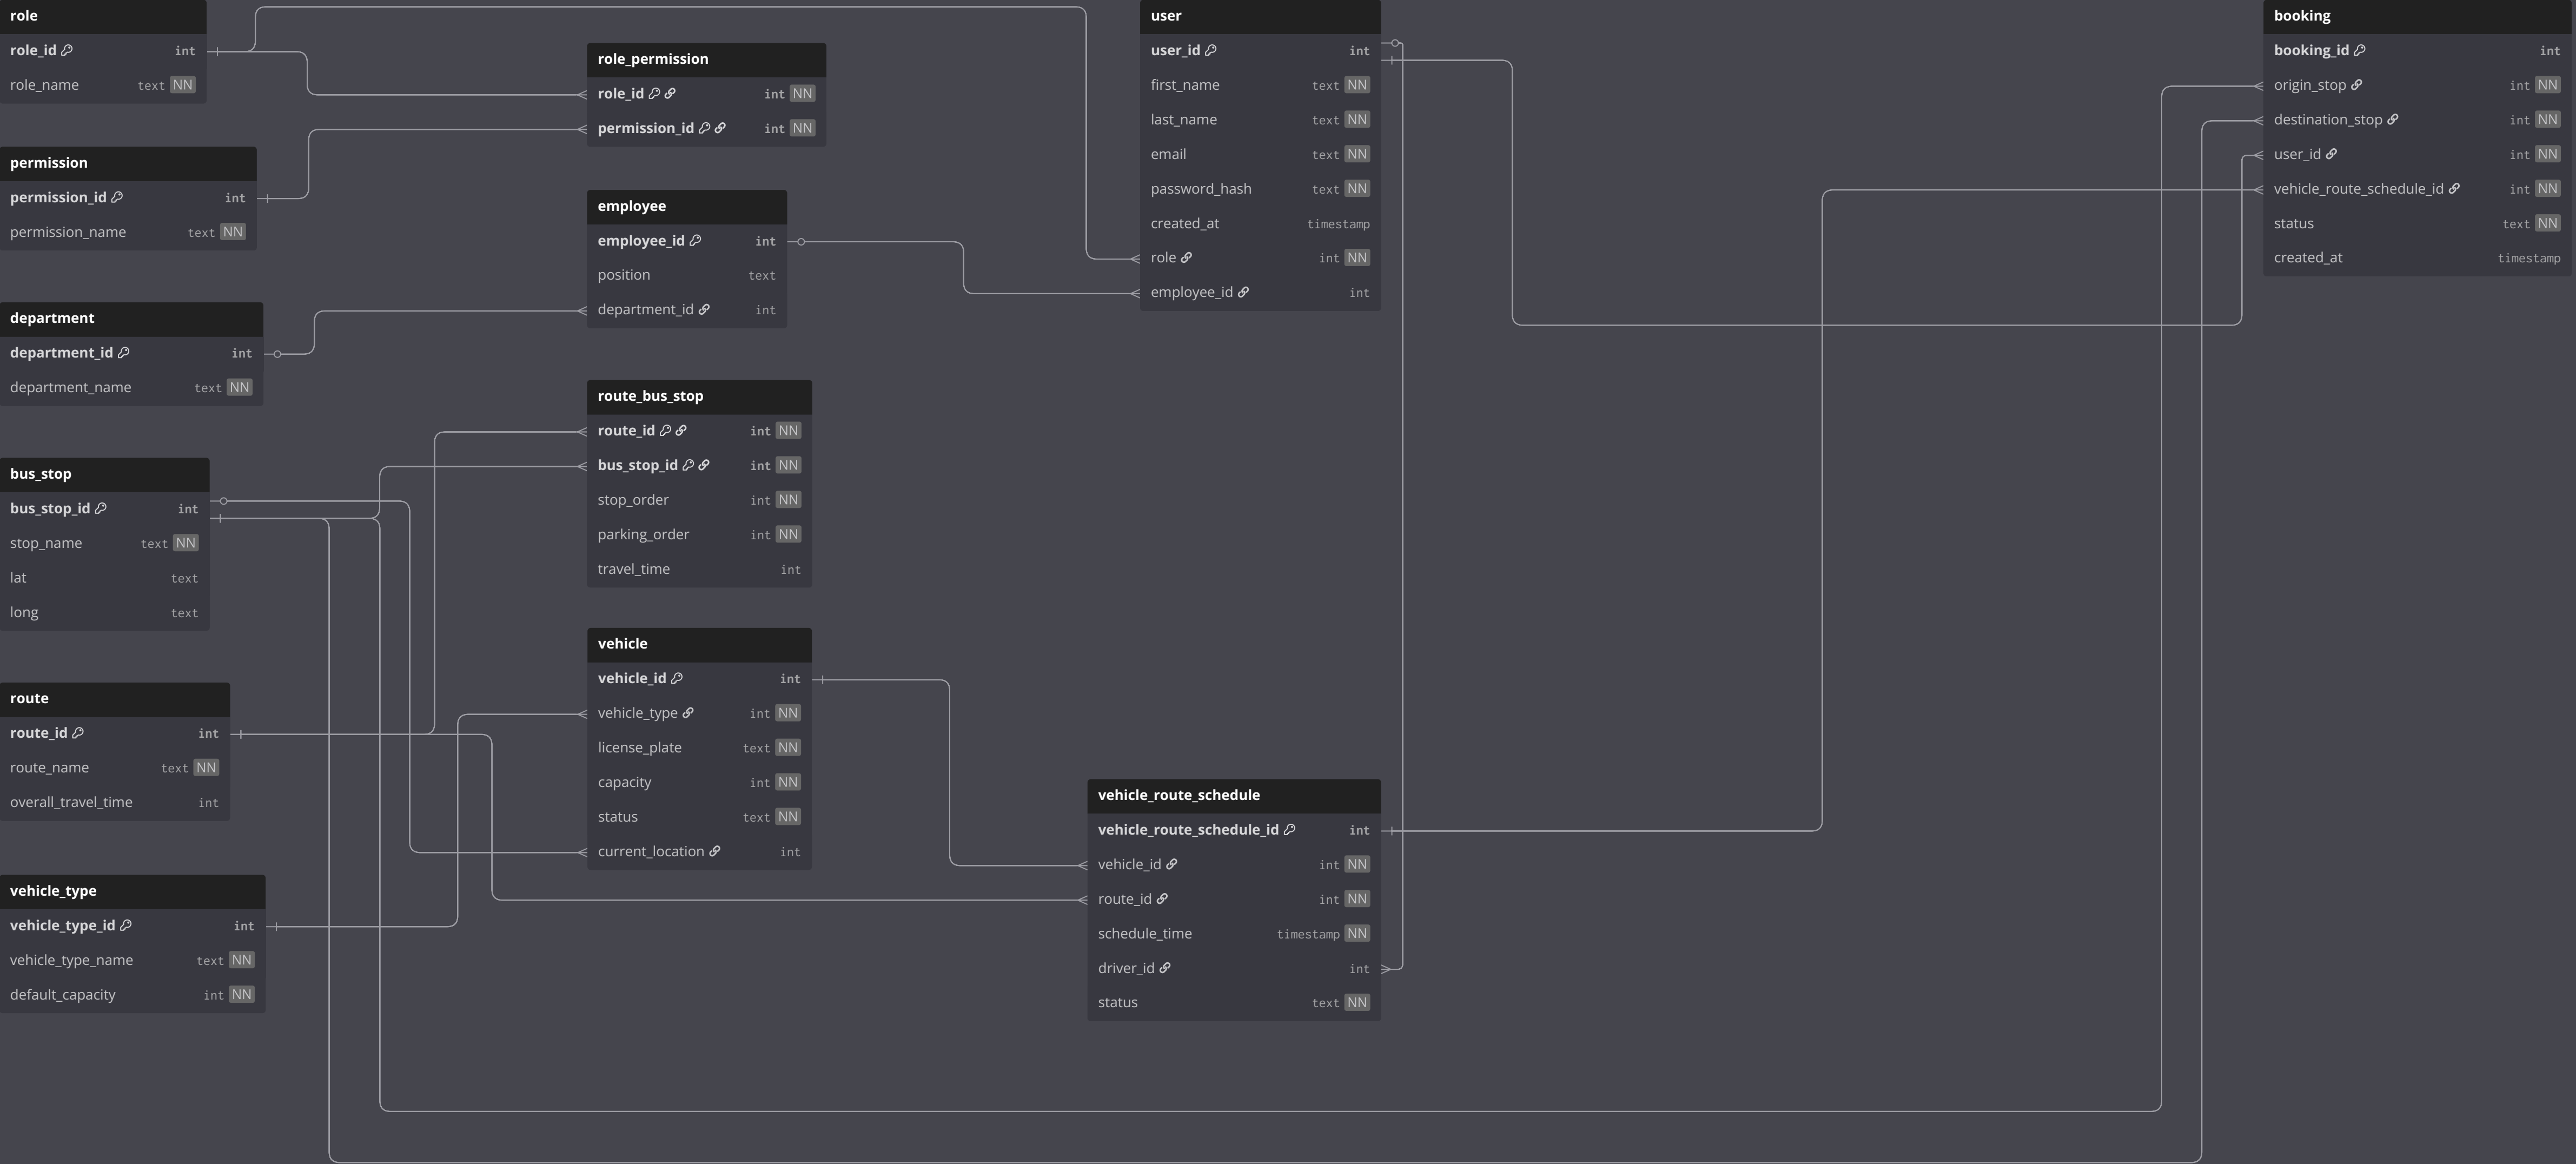 role
role_id int
role_name text NN
permission
permission_id int
permission_name text NN
department
department_id int
department_name text NN
bus_stop
bus_stop_id int
stop_name text NN
lat text
long text
route
route_id int
route_name text NN
overall_travel_time int
vehicle_type
vehicle_type_id int
vehicle_type_name text NN
default_capacity int NN
role_permission
role_id int NN
permission_id int NN
employee
employee_id int
position text
department_id int
route_bus_stop
route_id int NN
bus_stop_id int NN
stop_order int NN
parking_order int NN
travel_time int
vehicle
vehicle_id int
vehicle_type int NN
license_plate text NN
capacity int NN
status text NN
current_location int
user
user_id int
first_name text NN
last_name text NN
email text NN
password_hash text NN
created_at timestamp
role int NN
employee_id int
vehicle_route_schedule
vehicle_route_schedule_id int
vehicle_id int NN
route_id int NN
schedule_time timestamp NN
driver_id int
status text NN
booking
booking_id int
origin_stop int NN
destination_stop int NN
user_id int NN
vehicle_route_schedule_id int NN
status text NN
created_at timestamp